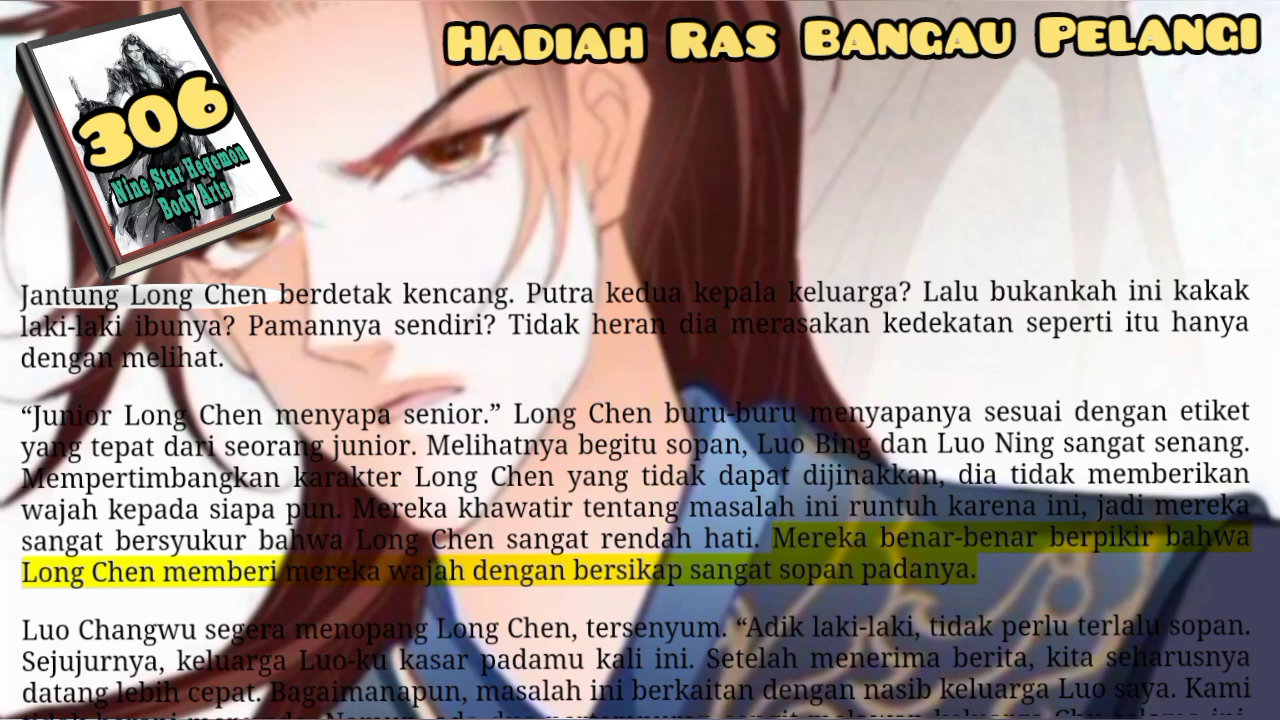 Hadiah Ras Bangau Pelangi
306
Nine Star Hegemon
Body Arts
Jantung Long Chen berdetak kencang. Putra kedua kepala keluarga? Lalu bukankah ini kakak
laki-laki ibunya? Pamannya sendiri? Tidak heran dia merasakan kedekatan seperti itu hanya
dengan melihat.
“Junior Long Chen menyapa senior.” Long Chen buru-buru menyapanya sesuai dengan etiket
yang tepat dari seorang junior. Melihatnya begitu sopan, Luo Bing dan Luo Ning sangat senang.
Mempertimbangkan karakter Long Chen yang tidak dapat dijinakkan, dia tidak memberikan
wajah kepada siapa pun. Mereka khawatir tentang masalah ini runtuh karena ini, jadi mereka
sangat bersyukur bahwa Long Chen sangat rendah hati. Mereka benar-benar berpikir bahwa
Long Chen memberi mereka wajah dengan bersikap sangat sopan padanya.
Luo Changwu segera menopang Long Chen, tersenyum. “Adik laki-laki, tidak perlu terlalu sopan.
Sejujurnya, keluarga Luo-ku kasar padamu kali ini. Setelah menerima berita, kita seharusnya
datang lebih cepat. Bagaimanapun, masalah ini berkaitan dengan nasib keluarga Luo saya. Kami